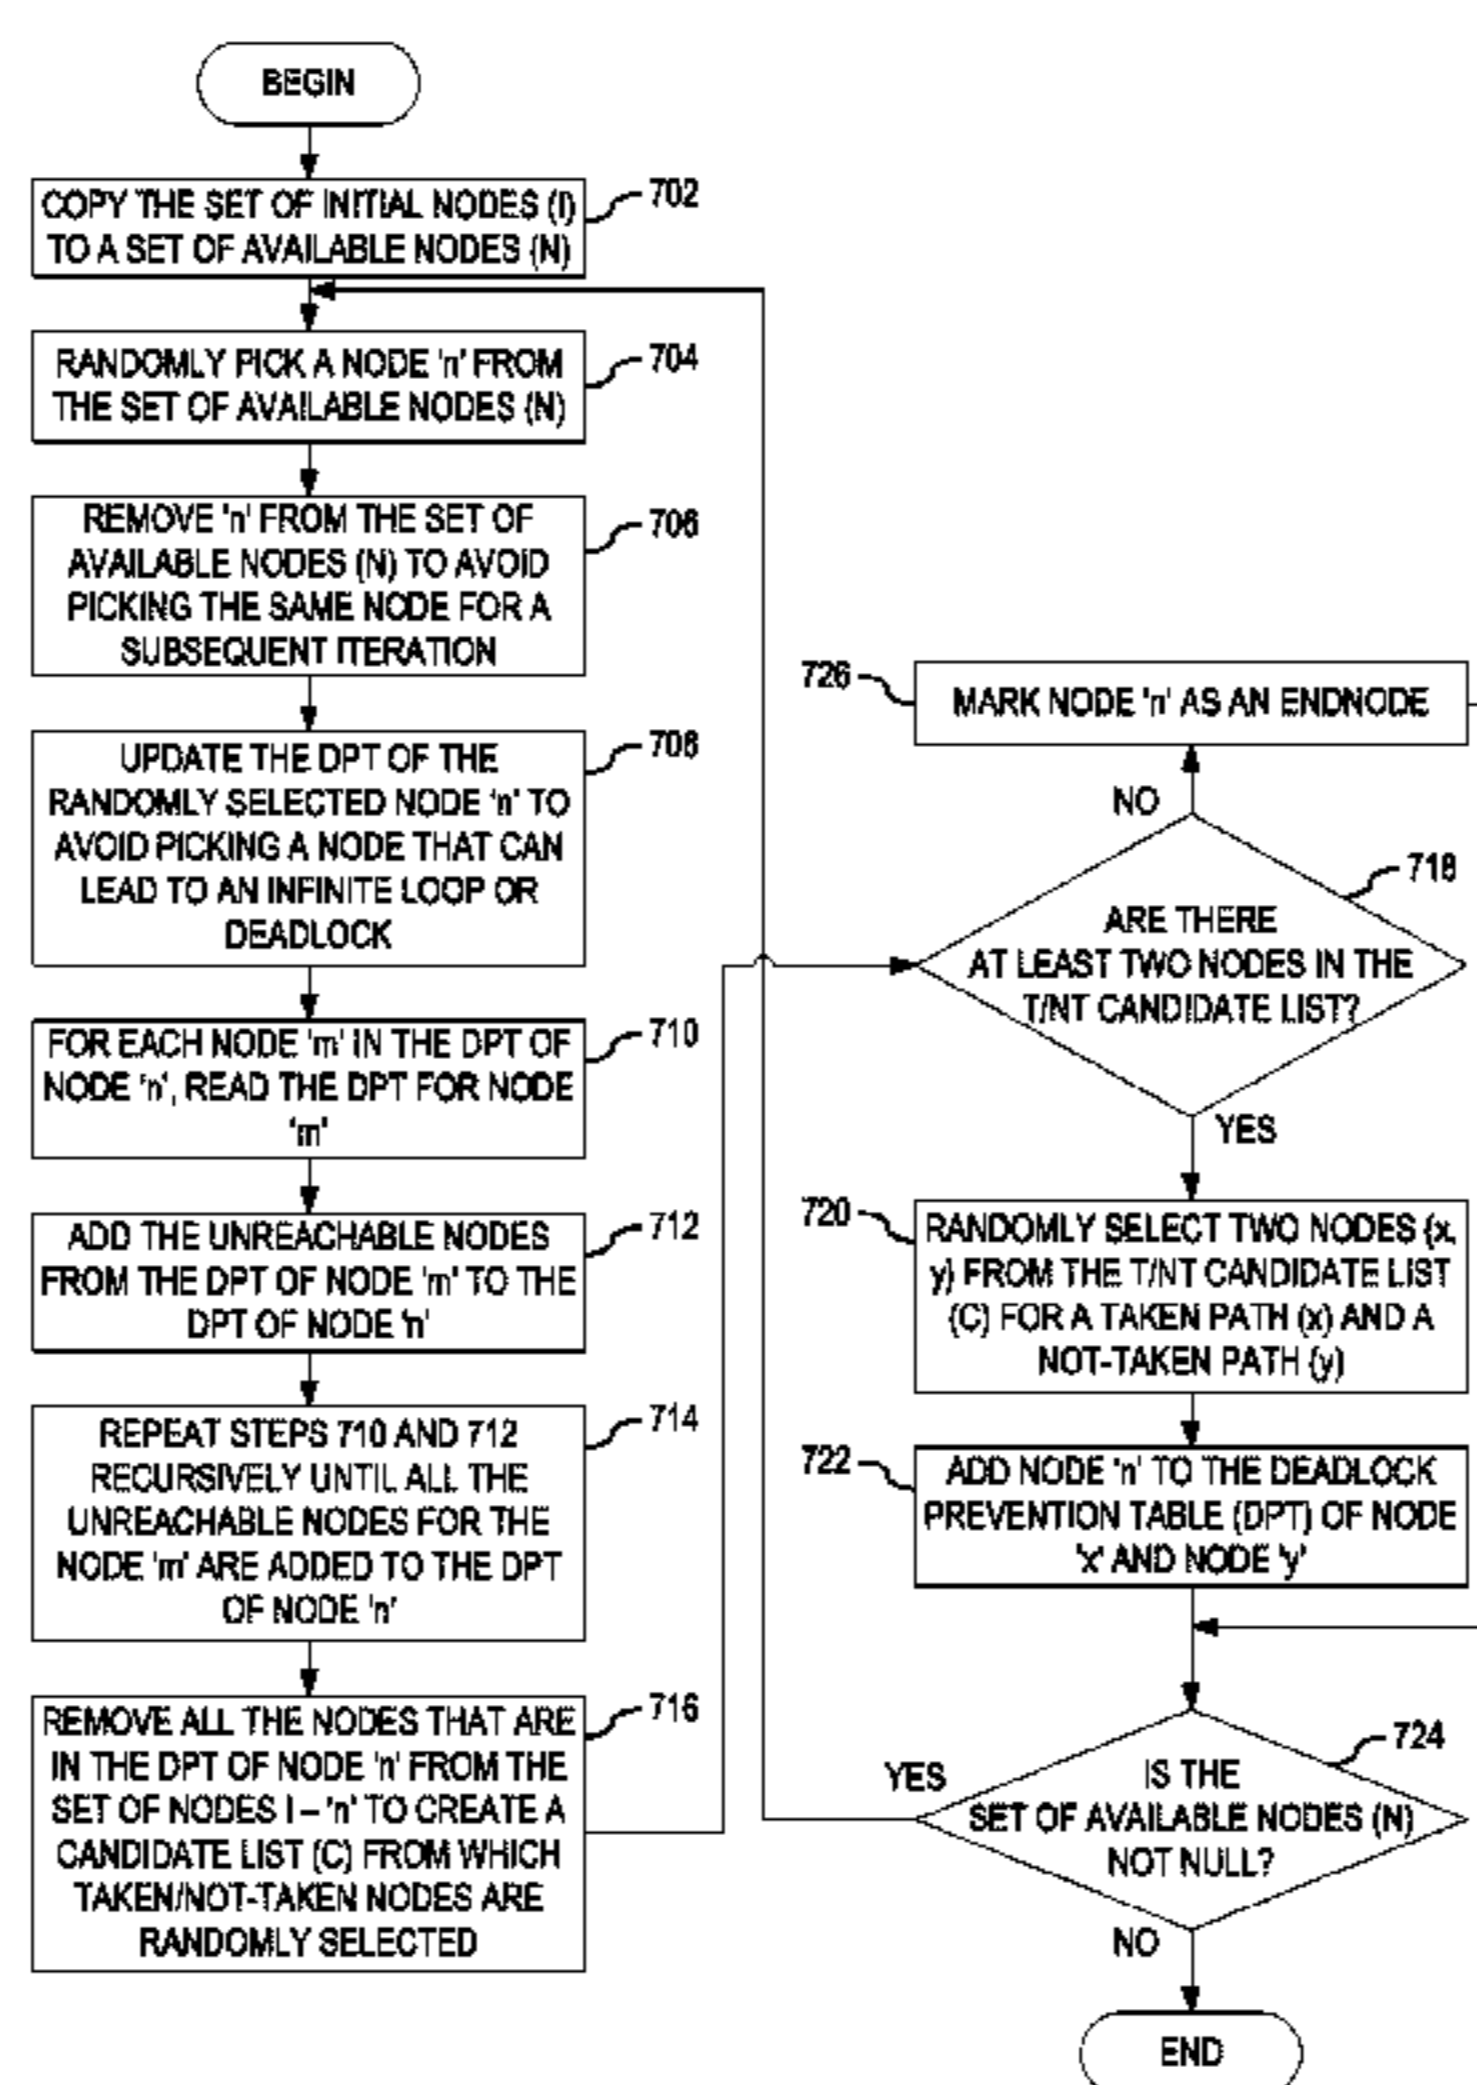 BEGIN
COPY THE SET OF INITIAL NODES (I)
TO A SET OF AVAILABLE NODES (N)
702
RANDOMLY PICK A NODE 'n' FROM
THE SET OF AVAILABLE NODES (N)
704
REMOVE 'n' FROM THE SET OF
AVAILABLE NODES (N) TO AVOID
PICKING THE SAME NODE FOR A
SUBSEQUENT ITERATION
706
UPDATE THE DPT OF THE
RANDOMLY SELECTED NODE 'n' TO
AVOID PICKING A NODE THAT CAN
LEAD TO AN INFINITE LOOP OR
DEADLOCK
708
FOR EACH NODE 'm' IN THE DPT OF
NODE 'n', READ THE DPT FOR NODE
'm'
710
ADD THE UNREACHABLE NODES
FROM THE DPT OF NODE 'm' TO THE
DPT OF NODE 'n'
712
REPEAT STEPS 710 AND 712
RECURSIVELY UNTIL ALL THE
UNREACHABLE NODES FOR THE
NODE 'm' ARE ADDED TO THE DPT
OF NODE 'n'
714
REMOVE ALL THE NODES THAT ARE
IN THE DPT OF NODE 'n' FROM THE
SET OF NODES I – 'n' TO CREATE A
CANDIDATE LIST (C) FROM WHICH
TAKEN/NOT-TAKEN NODES ARE
RANDOMLY SELECTED
716
726
MARK NODE 'n' AS AN ENDNODE
NO
718
ARE THERE
AT LEAST TWO NODES IN THE
T/NT CANDIDATE LIST?
YES
720
RANDOMLY SELECT TWO NODES (x,
y) FROM THE T/NT CANDIDATE LIST
(C) FOR A TAKEN PATH (x) AND A
NOT-TAKEN PATH (y)
722
ADD NODE 'n' TO THE DEADLOCK
PREVENTION TABLE (DPT) OF NODE
'x' AND NODE 'y'
724
YES
IS THE
SET OF AVAILABLE NODES (N)
NOT NULL?
NO
END